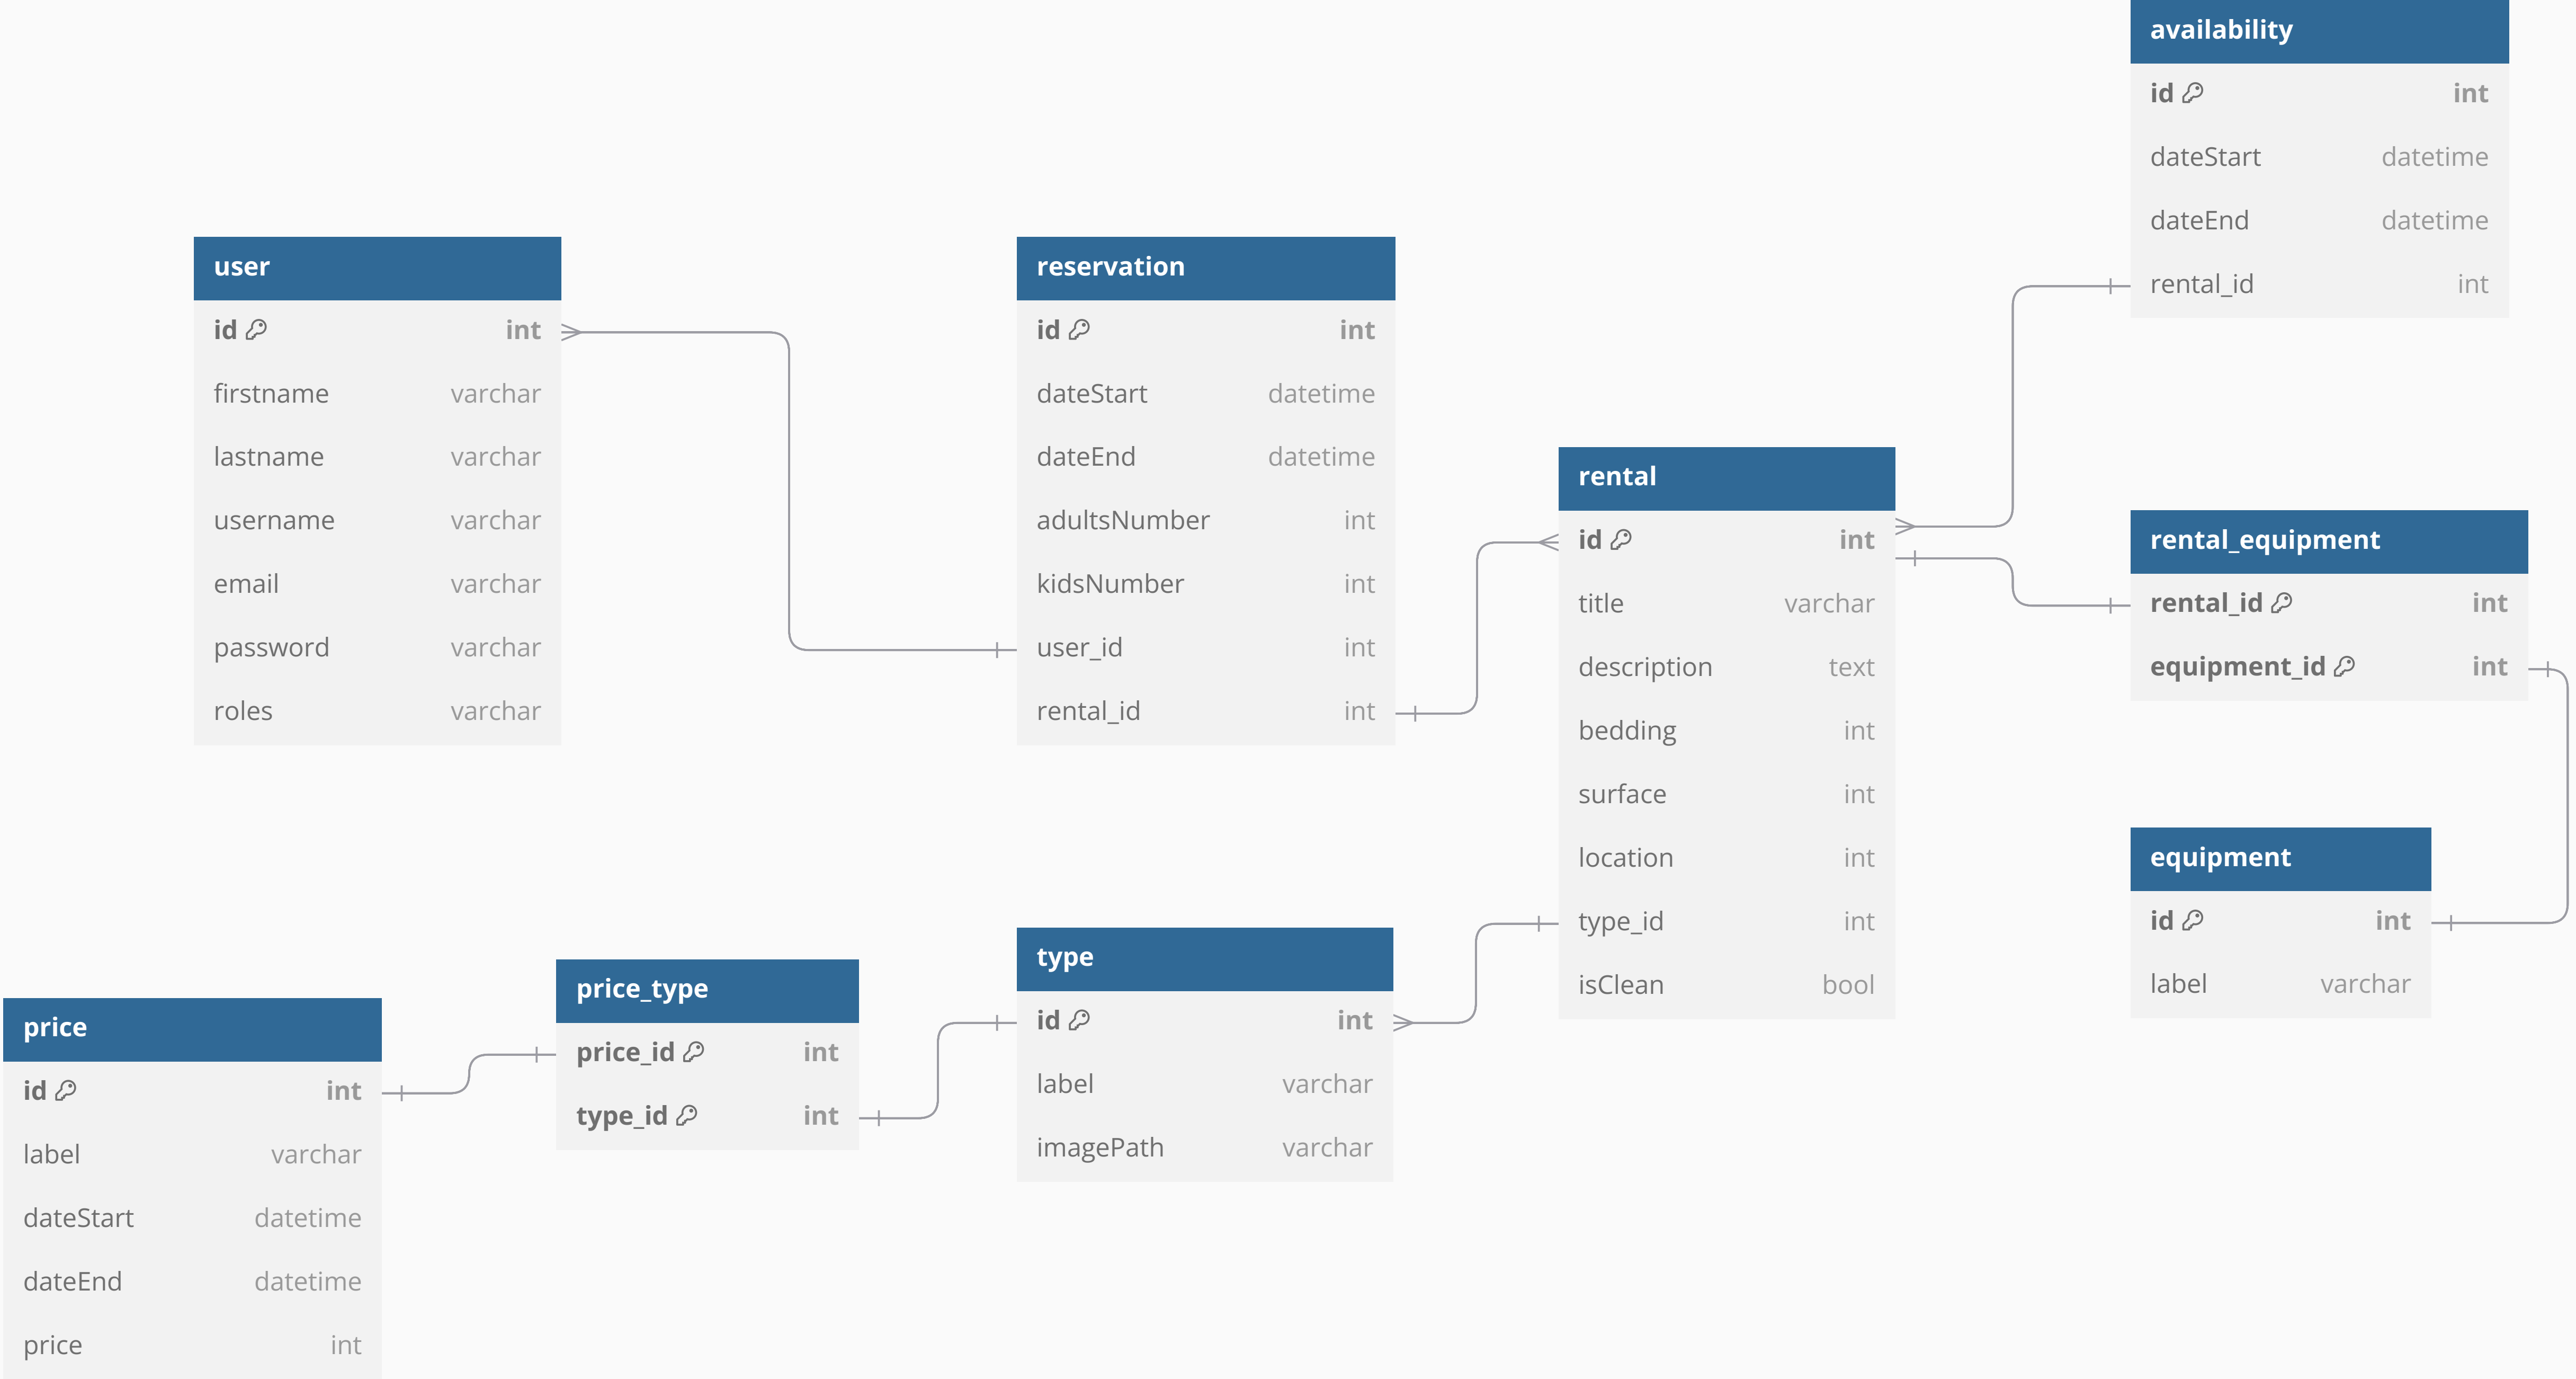 availability
id int
dateStart datetime
dateEnd datetime
rental_id int
user
id int
firstname varchar
lastname varchar
username varchar
email varchar
password varchar
roles varchar
reservation
id int
dateStart datetime
dateEnd datetime
adultsNumber int
kidsNumber int
user_id int
rental_id int
rental
id int
title varchar
description text
bedding int
surface int
location int
type_id int
isClean bool
rental_equipment
rental_id int
equipment_id int
equipment
id int
label varchar
price
id int
label varchar
dateStart datetime
dateEnd datetime
price int
price_type
price_id int
type_id int
type
id int
label varchar
imagePath varchar